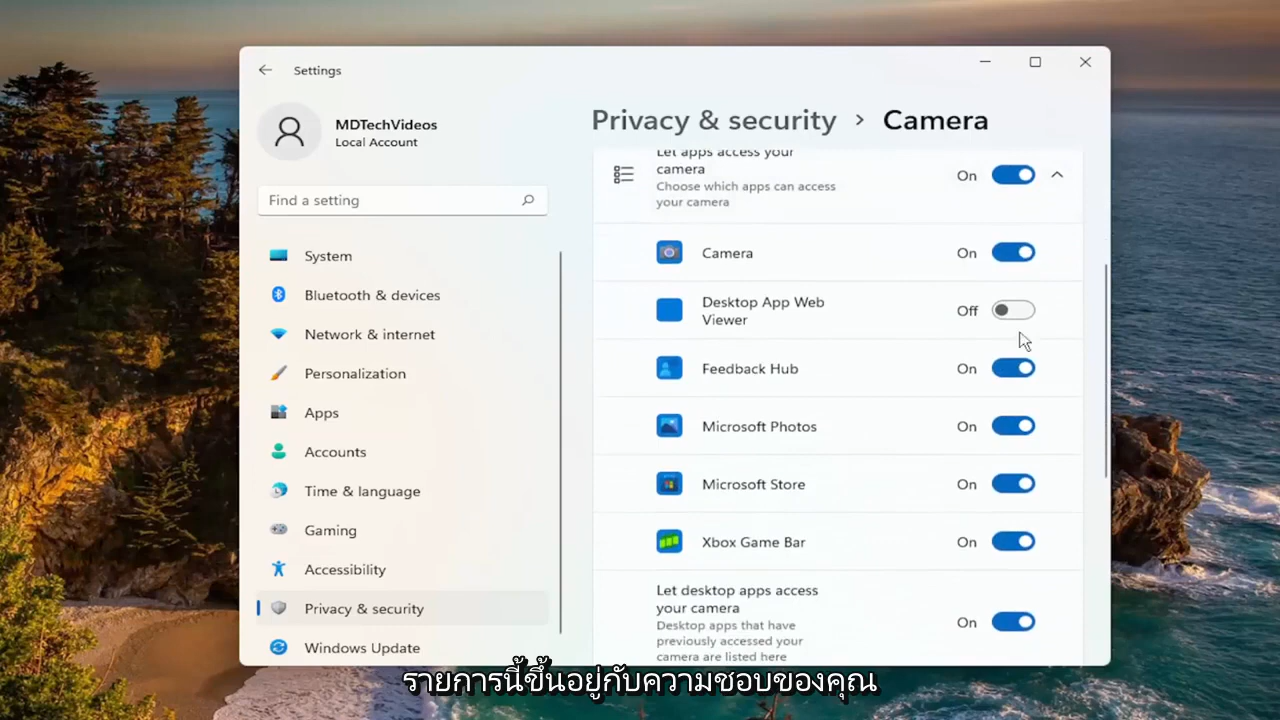 Settings
MDTechVideos
Local Account
Find a setting
System
Bluetooth & devices
Network & internet
Personalization
Apps
Accounts
Time & language
Gaming
Accessibility
Privacy & security
Windows Update
Privacy & security > Camera
Let apps access your
camera
Choose which apps can access
your camera
On
Camera
On
Desktop App Web
Viewer
Off
Feedback Hub
On
Microsoft Photos
On
Microsoft Store
On
Xbox Game Bar
On
Let desktop apps access
your camera
Desktop apps that have
previously accessed your
camera are listed here
On
รายการนี้ขึ้นอยู่กับความชอบของคุณ